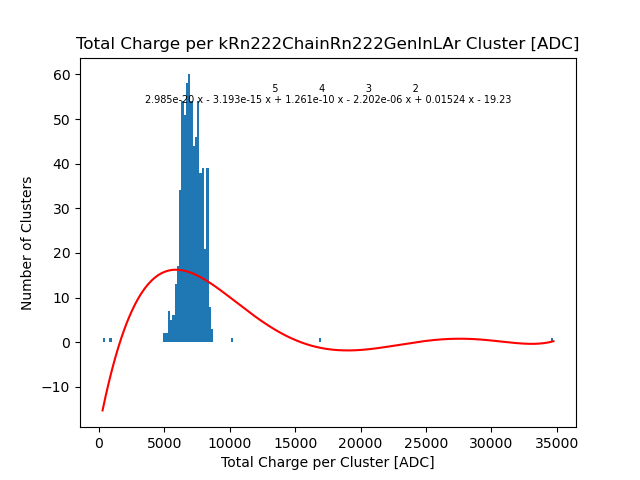 Total Charge per kRn222ChainRn222GenInLAr Cluster [ADC]
60
5 4 3 2
2.985e-20 x - 3.193e-15 x + 1.261e-10 x - 2.202e-06 x + 0.01524 x - 19.23
50
40
30
20
10
0
−10
Number of Clusters
0 5000 10000 15000 20000 25000 30000 35000
Total Charge per Cluster [ADC]